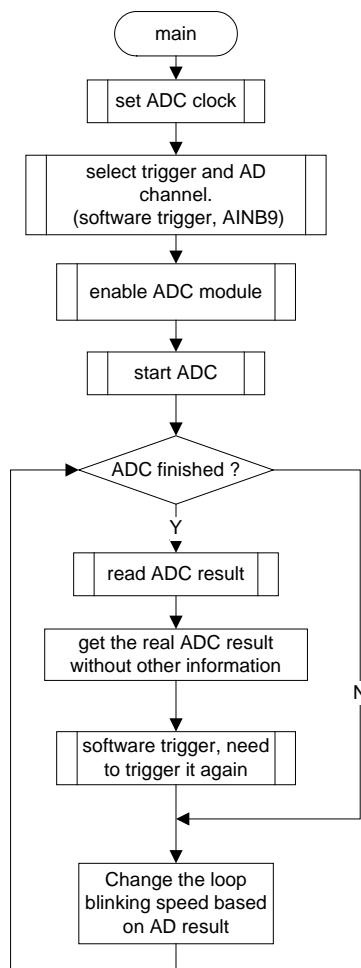 main
set ADC clock
select trigger and AD
channel.
(software trigger, AINB9)
enable ADC module
start ADC
ADC finished ?
Y
read ADC result
get the real ADC result
without other information
N
software trigger, need
to trigger it again
Change the loop
blinking speed based
on AD result